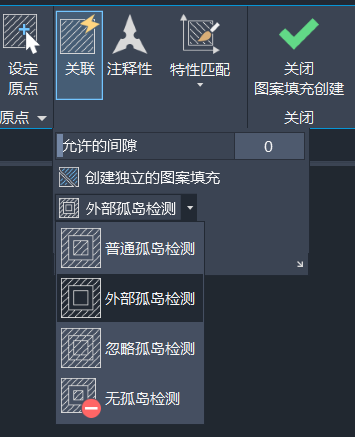 设定
原点
关联
注释性
特性匹配
关闭
图案填充创建
原点
关闭
允许的间隙
0
创建独立的图案填充
外部孤岛检测
普通孤岛检测
外部孤岛检测
忽略孤岛检测
无孤岛检测